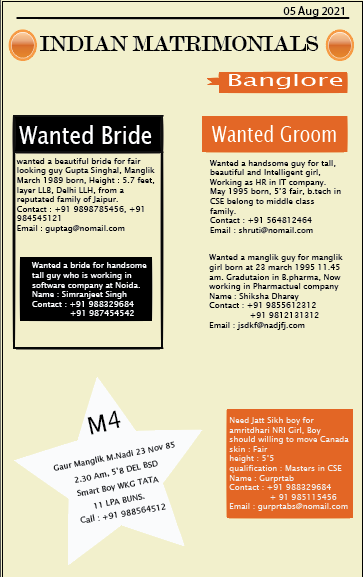 05 Aug 2021
INDIAN MATRIMONIALS
Banglore
Wanted Bride
wanted a beautiful bride for fair
looking guy Gupta Singhal, Manglik
March 1989 born, Height : 5.7 feet,
layer LLB, Delhi LLH, from a
reputated family of Jaipur.
Contact : +91 9898785456, +91
984545121
Email : guptag@nomail.com
Wanted a bride for handsome
tall guy who is working in
software company at Noida.
Name : Simranjeet Singh
Contact : +91 988329684
+91 987454542
Wanted Groom
Wanted a handsome guy for tall,
beautiful and Intelligent girl,
Working as HR in IT company.
May 1995 born, 5'3 fair, b.tech in
CSE belong to middle class
family.
Contact : +91 564812464
Email : shruti@nomail.com
Wanted a manglik guy for manglik
girl born at 23 march 1995 11.45
am. Gradutaion in B.pharma, Now
working in Pharmactuel company
Name : Shiksha Dharey
Contact : +91 9855612312
+91 9812131312
Email : jsdkf@nadjfj.com
M4
Gaur Manglik M.Nadi 23 Nov 85
2.30 Am, 5'8 DEL BSD
Smart Boy WKG TATA
11 LPA BUNS.
Call : +91 988564512
Need Jatt Sikh boy for
amritdhari NRI Girl, Boy
should willing to move Canada
skin : Fair
height : 5'5
qualification : Masters in CSE
Name : Gurprtab
Contact : +91 988329684
+ 91 985115456
Email : gurprtabs@nomail.com